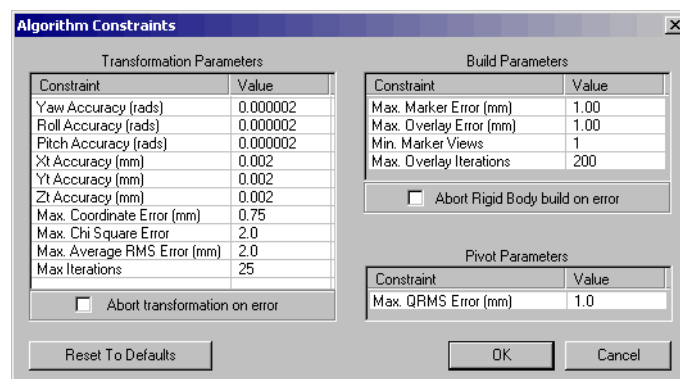 Algorithm Constraints
Transformation Parameters
Constraint Value
Yaw Accuracy (rads) 0.000002
Roll Accuracy (rads) 0.000002
Pitch Accuracy (rads) 0.000002
Xt Accuracy (mm) 0.002
Yt Accuracy (mm) 0.002
Zt Accuracy (mm) 0.002
Max. Coordinate Error (mm) 0.75
Max. Chi Square Error 2.0
Max. Average RMS Error (mm) 2.0
Max Iterations 25
Abort transformation on error
Build Parameters
Constraint Value
Max. Marker Error (mm) 1.00
Max. Overlay Error (mm) 1.00
Min. Marker Views 1
Max. Overlay Iterations 200
Abort Rigid Body build on error
Pivot Parameters
Constraint Value
Max. QRMS Error (mm) 1.0
Reset To Defaults
OK
Cancel